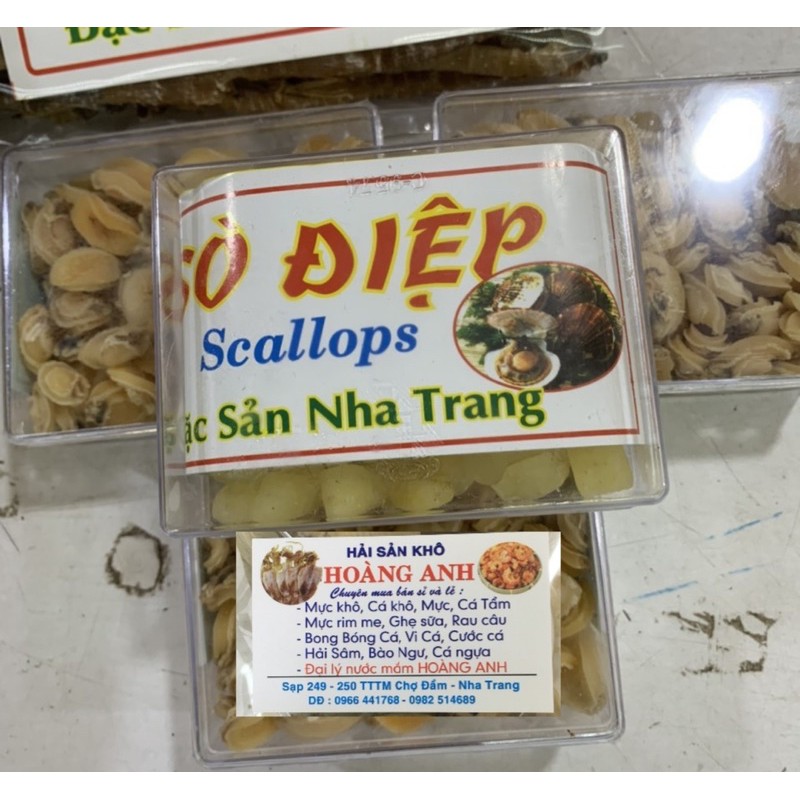 SÒ ĐIỆP
Scallops
Đặc Sản Nha Trang
HẢI SẢN KHÔ
HOÀNG ANH
Chuyên mua bán sỉ và lẻ :
- Mực khô, Cá khô, Mực, Cá Tẩm
- Mực rim me, Ghẹ sữa, Rau câu
- Bong Bóng Cá, Vi Cá, Cước cá
- Hải Sâm, Bào Ngư, Cá ngựa
- Đại lý nước mắm HOÀNG ANH
Sạp 249 - 250 TTTM Chợ Đầm - Nha Trang
DĐ : 0966 441768 - 0982 514689